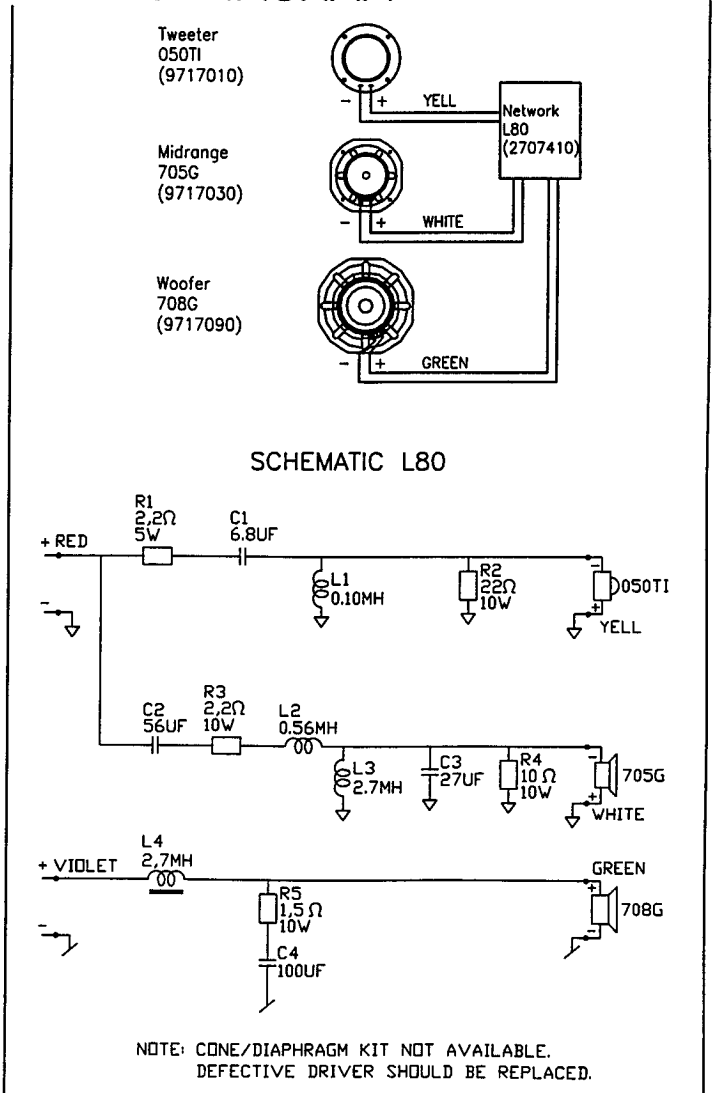 Tweeter
050TI
(9717010)
- + YELL
Network
L80
(2707410)
Midrange
705G
(9717030)
- + WHITE
Woofer
708G
(9717090)
- + GREEN
SCHEMATIC L80
R1
2,2Ω
5W
C1
6.8UF
+ RED
-
L1
0.10MH
R2
22Ω
10W
-
050TI
+
YELL
C2
56UF
R3
2,2Ω
10W
L2
0.56MH
L3
2.7MH
C3
27UF
R4
10 Ω
10W
-
705G
+
WHITE
L4
2,7MH
+ VIOLET
-
GREEN
R5
1,5 Ω
10W
C4
100UF
+
708G
-
NOTE: CONE/DIAPHRAGM KIT NOT AVAILABLE.
DEFECTIVE DRIVER SHOULD BE REPLACED.